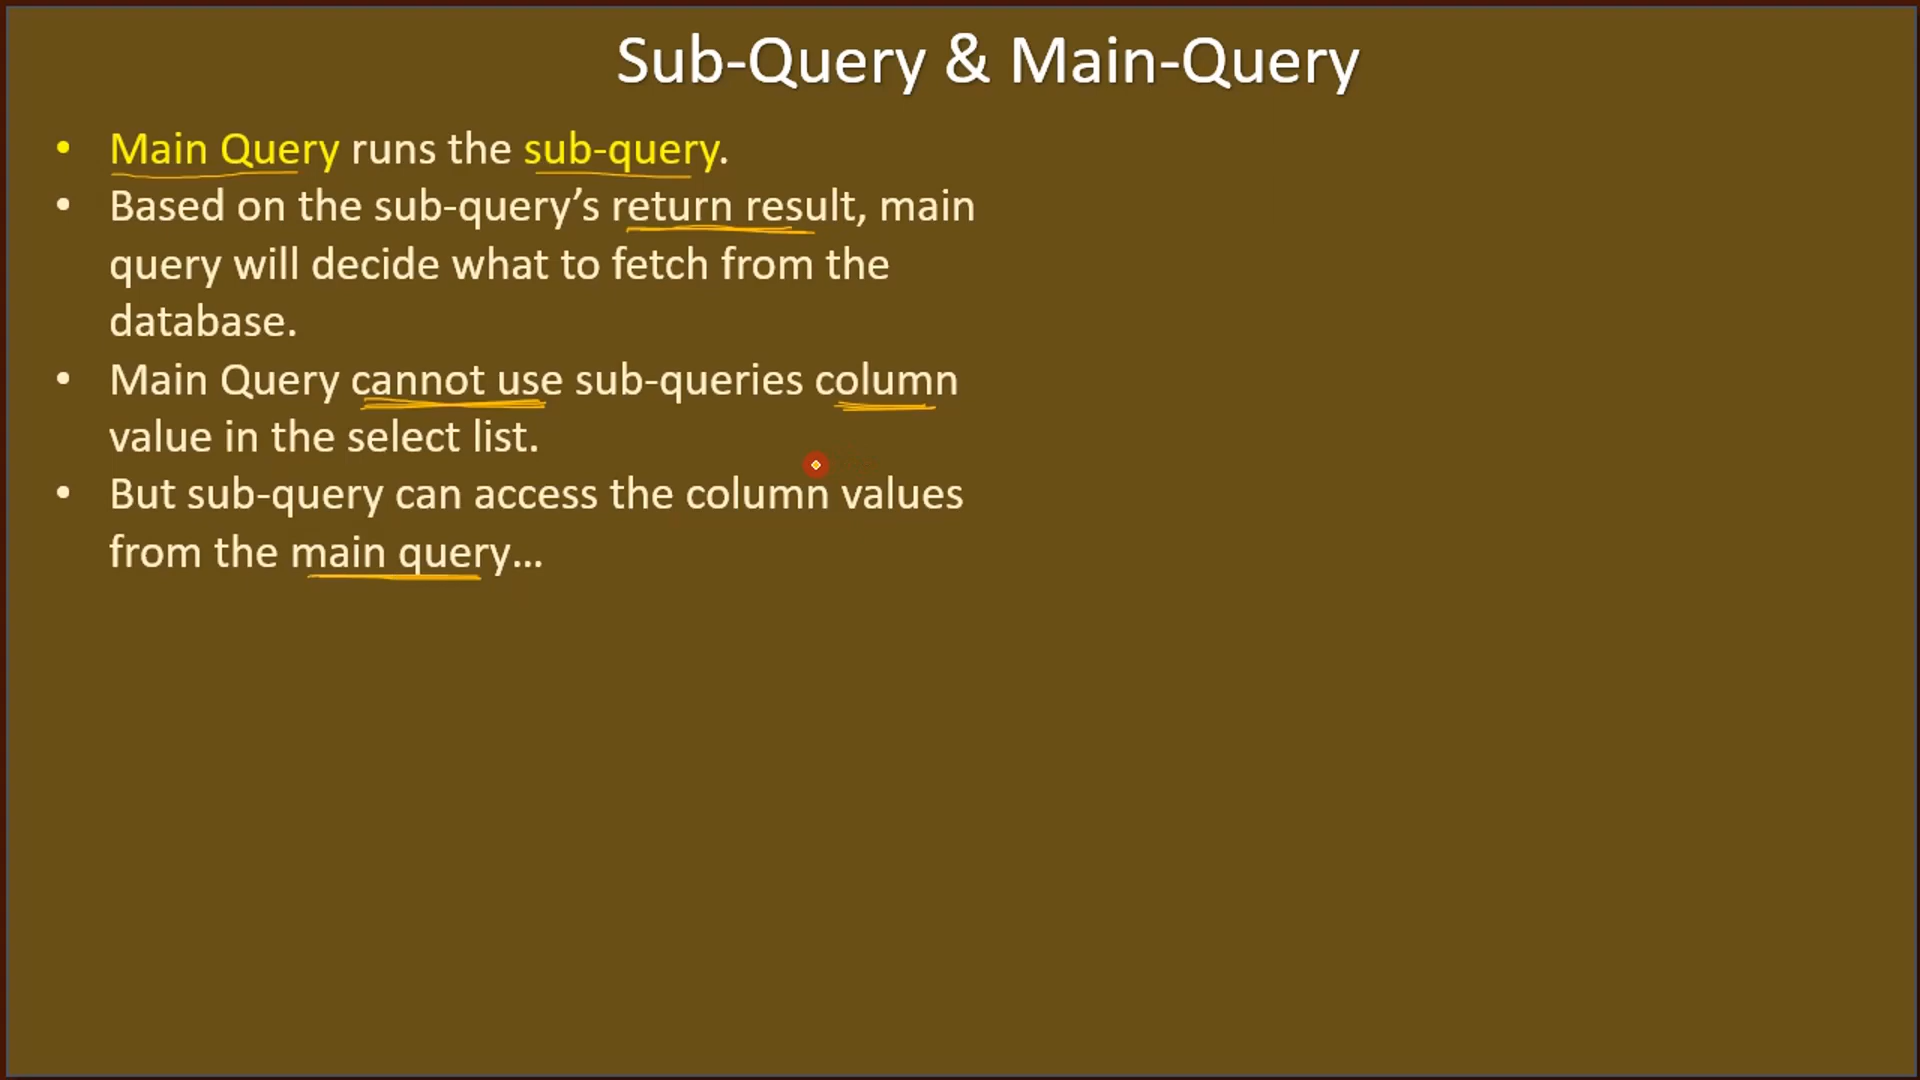 Sub-Query & Main-Query
• Main Query runs the sub-query.
• Based on the sub-query’s return result, main
query will decide what to fetch from the
database.
• Main Query cannot use sub-queries column
value in the select list.
• But sub-query can access the column values
from the main query...